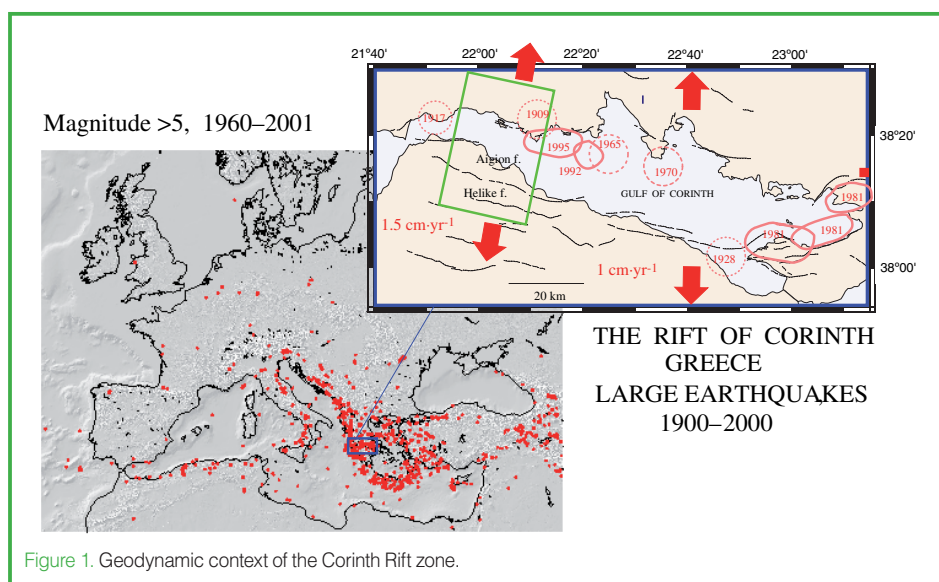 21°40' 22°00' 22°20' 22°40' 23°00'
Magnitude >5, 1960–2001
1917
1909
38°20'
1995
1965
Aigion f.
1992
1970
Helike f.
GULF OF CORINTH
1981
1.5 cm·yr⁻¹
1981
1981
1928
1 cm·yr⁻¹
38°00'
20 km
THE RIFT OF CORINTH
GREECE
LARGE EARTHQUAKES
1900–2000
Figure 1. Geodynamic context of the Corinth Rift zone.